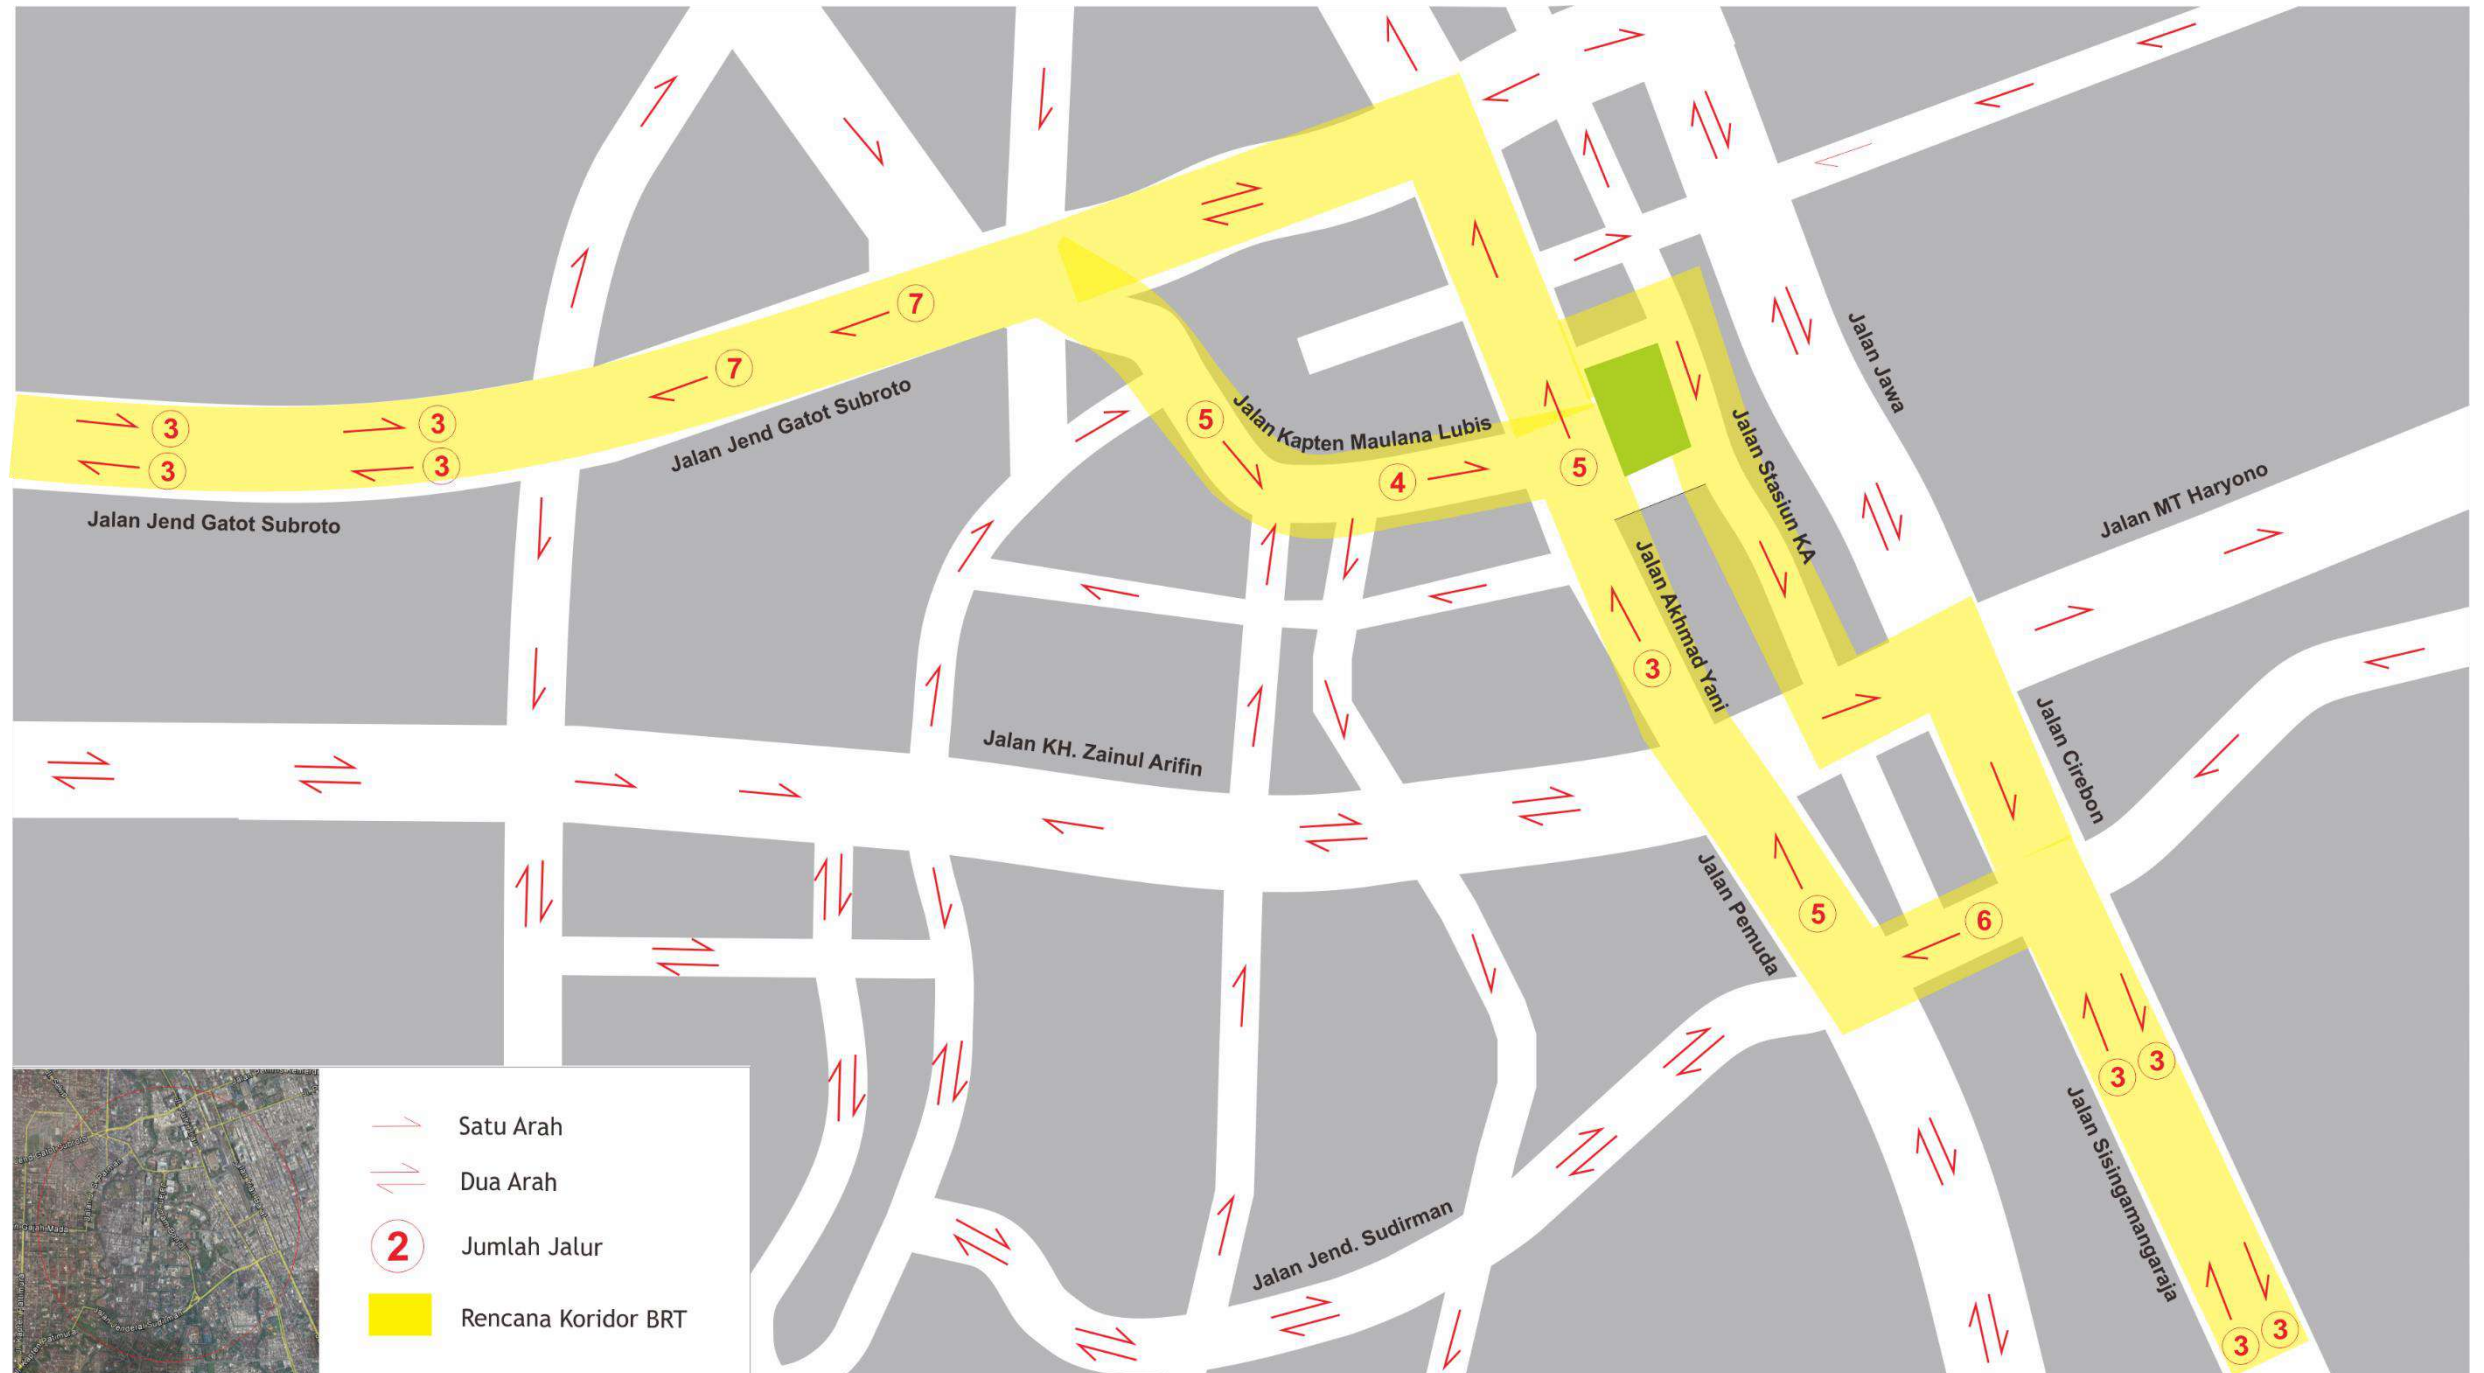 7
7
3
3
3
3
Jalan Jend Gatot Subroto
Jalan Jend Gatot Subroto
5
Jalan Kapten Maulana Lubis
4
5
Jalan Jawa
Jalan Stasiun KA
Jalan MT Haryono
Jalan Akhmad Yani
3
Jalan KH. Zainul Arifin
Jalan Cirebon
Jalan Pemuda
5
6
3
3
Jalan Sisingamangaraja
Jalan Jend. Sudirman
3
3
Satu Arah
Dua Arah
2
Jumlah Jalur
Rencana Koridor BRT